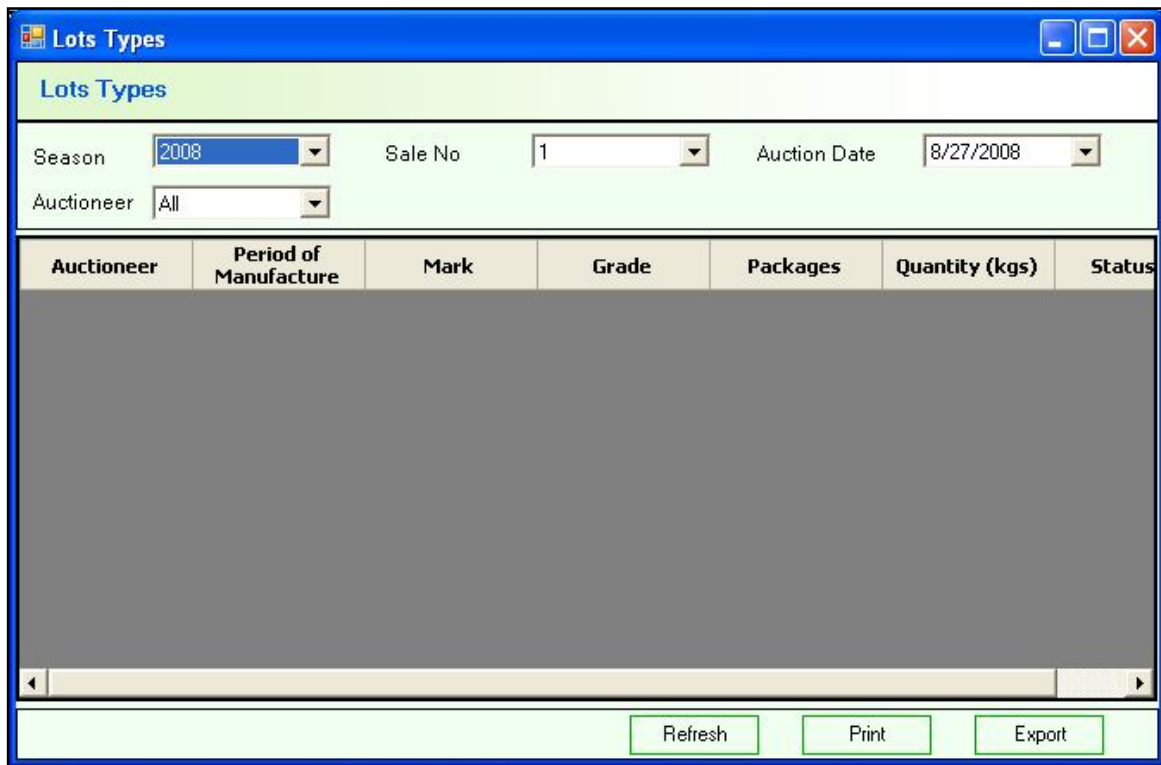 Lots Types
Lots Types
Season 2008 Sale No 1 Auction Date 8/27/2008
Auctioneer All
Auctioneer Period of Manufacture Mark Grade Packages Quantity (kgs) Status
Refresh Print Export